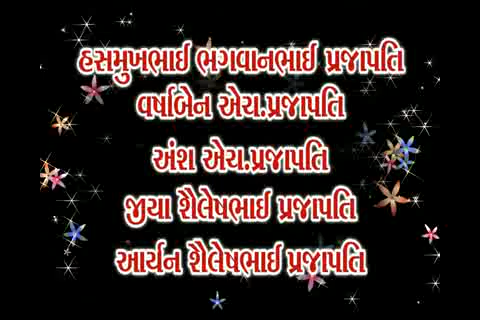 હસમુખભાઈ ભગવાનભાઈ પ્રજાપતિ
વર્ષાબેન એચ.પ્રજાપતિ
અંશ એચ.પ્રજાપતિ
જીયા શૈલેષભાઈ પ્રજાપતિ
આર્યન શૈલેષભાઈ પ્રજાપતિ